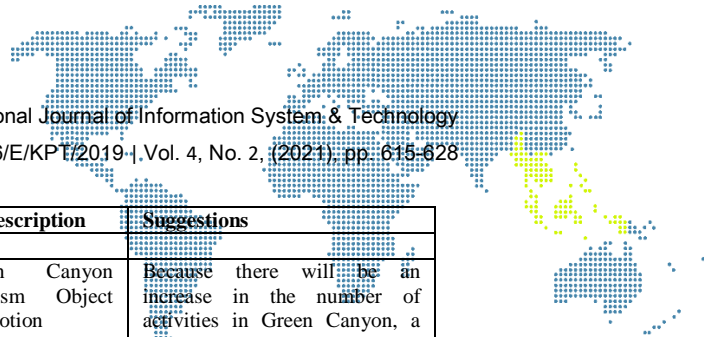 onal Journal of Information System & Technology
6/E/KPT/2019 | Vol. 4, No. 2, (2021), pp. 615-628
escription Suggestions
n Canyon Because there will be an
sm Object increase in the number of
otion activities in Green Canyon, a